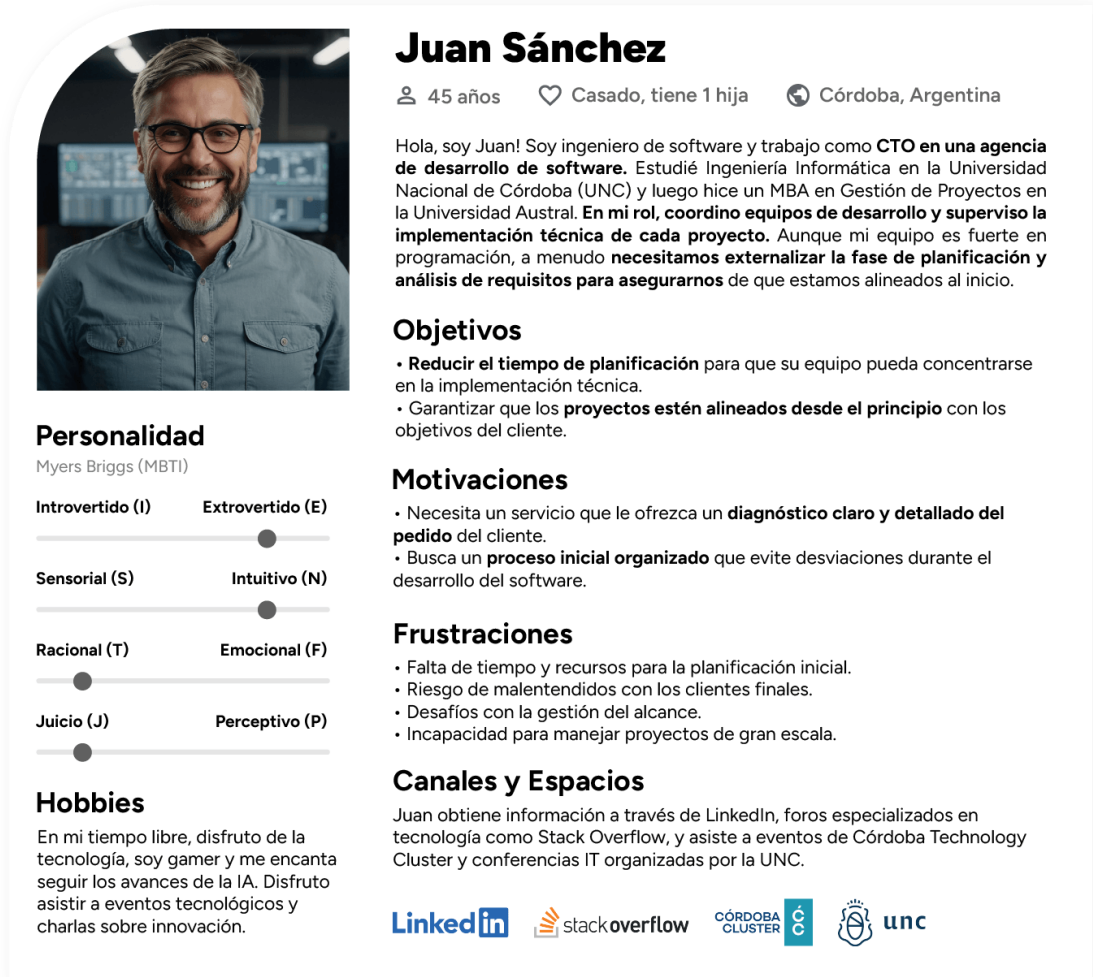 Juan Sánchez
45 años
Casado, tiene 1 hija
Córdoba, Argentina
Hola, soy Juan! Soy ingeniero de software y trabajo como CTO en una agencia
de desarrollo de software. Estudié Ingeniería Informática en la Universidad
Nacional de Córdoba (UNC) y luego hice un MBA en Gestión de Proyectos en
la Universidad Austral. En mi rol, coordino equipos de desarrollo y superviso la
implementación técnica de cada proyecto. Aunque mi equipo es fuerte en
programación, a menudo necesitamos externalizar la fase de planificación y
análisis de requisitos para asegurarnos de que estamos alineados al inicio.
Objetivos
• Reducir el tiempo de planificación para que su equipo pueda concentrarse
en la implementación técnica.
• Garantizar que los proyectos estén alineados desde el principio con los
objetivos del cliente.
Motivaciones
• Necesita un servicio que le ofrezca un diagnóstico claro y detallado del
pedido del cliente.
• Busca un proceso inicial organizado que evite desviaciones durante el
desarrollo del software.
Frustraciones
• Falta de tiempo y recursos para la planificación inicial.
• Riesgo de malentendidos con los clientes finales.
• Desafíos con la gestión del alcance.
• Incapacidad para manejar proyectos de gran escala.
Canales y Espacios
Juan obtiene información a través de LinkedIn, foros especializados en
tecnología como Stack Overflow, y asiste a eventos de Córdoba Technology
Cluster y conferencias IT organizadas por la UNC.
Linked in
stackoverflow
CÓRDOBA
CLUSTER
ĆĆ
unc
Personalidad
Myers Briggs (MBTI)
Introvertido (I) Extrovertido (E)
Sensorial (S) Intuitivo (N)
Racional (T) Emocional (F)
Juicio (J) Perceptivo (P)
Hobbies
En mi tiempo libre, disfruto de la
tecnología, soy gamer y me encanta
seguir los avances de la IA. Disfruto
asistir a eventos tecnológicos y
charlas sobre innovación.